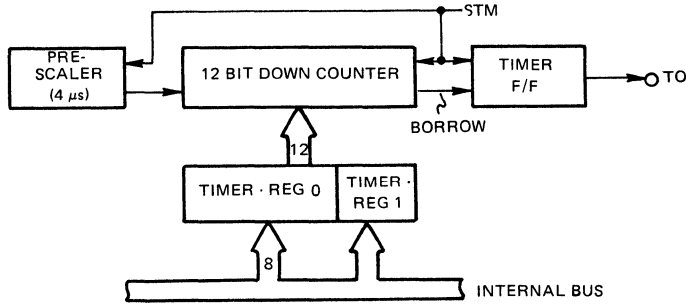 STM
PRE-
SCALER
(4 μs)
12 BIT DOWN COUNTER
TIMER
F/F
TO
BORROW
12
TIMER · REG 0
TIMER ·
REG 1
8
INTERNAL BUS